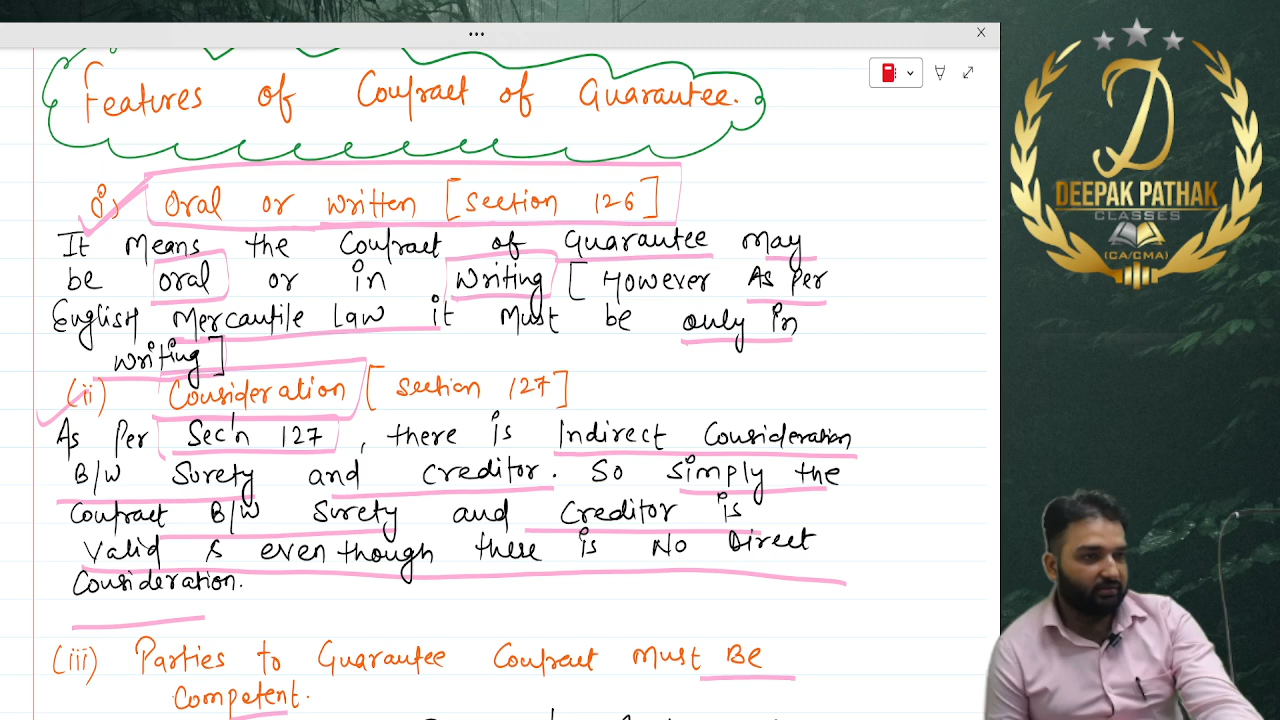 Features of Contract of Guarantee.
i) Oral or written [Section 126]
It Means the Contract of Guarantee May
be oral or in Writing [However As Per
English Mercantile Law it Must be only in
writing]
(ii) Consideration [Section 127]
As Per Sec'n 127, there is Indirect Consideration
B/W Surety and Creditor. So Simply the
Contract B/W Surety and Creditor is
Valid & even though there is No Direct
Consideration.
(iii) Parties to Guarantee Contract Must Be
Competent.
D
DEEPAK PATHAK
CLASSES
(CA/CMA)